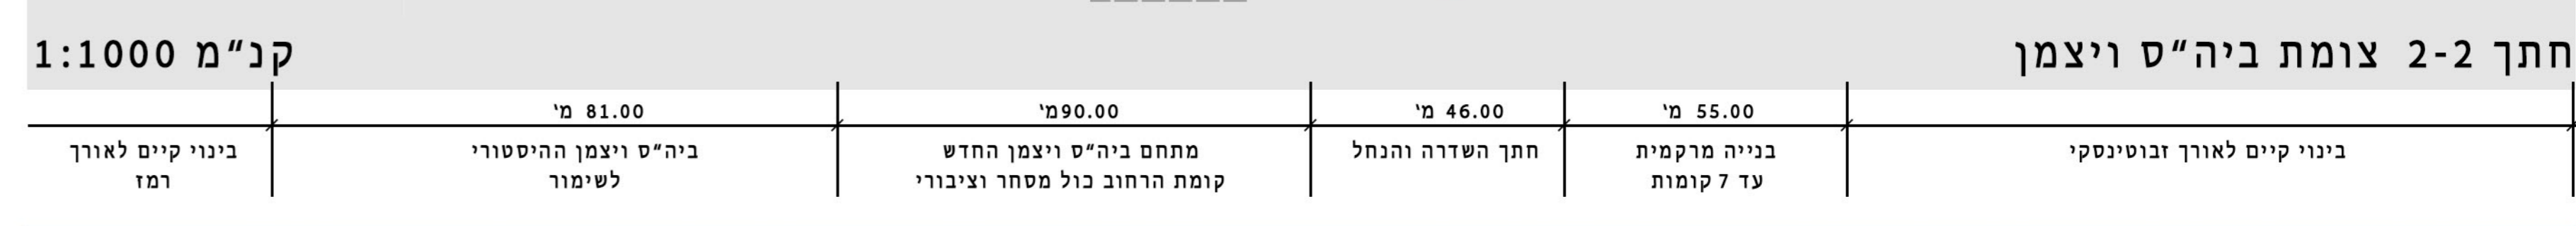 חתך 2-2 צומת ביה"ס ויצמן
קנ"מ 1:1000
55.00 מ'
46.00 מ'
90.00מ'
81.00 מ'
בינוי קיים לאורך זבוטינסקי
בנייה מרקמית
עד 7 קומות
חתך השדרה והנחל
מתחם ביה"ס ויצמן החדש
קומת הרחוב כול מסחר וציבורי
ביה"ס ויצמן ההיסטורי
לשימור
בינוי קיים לאורך
רמז